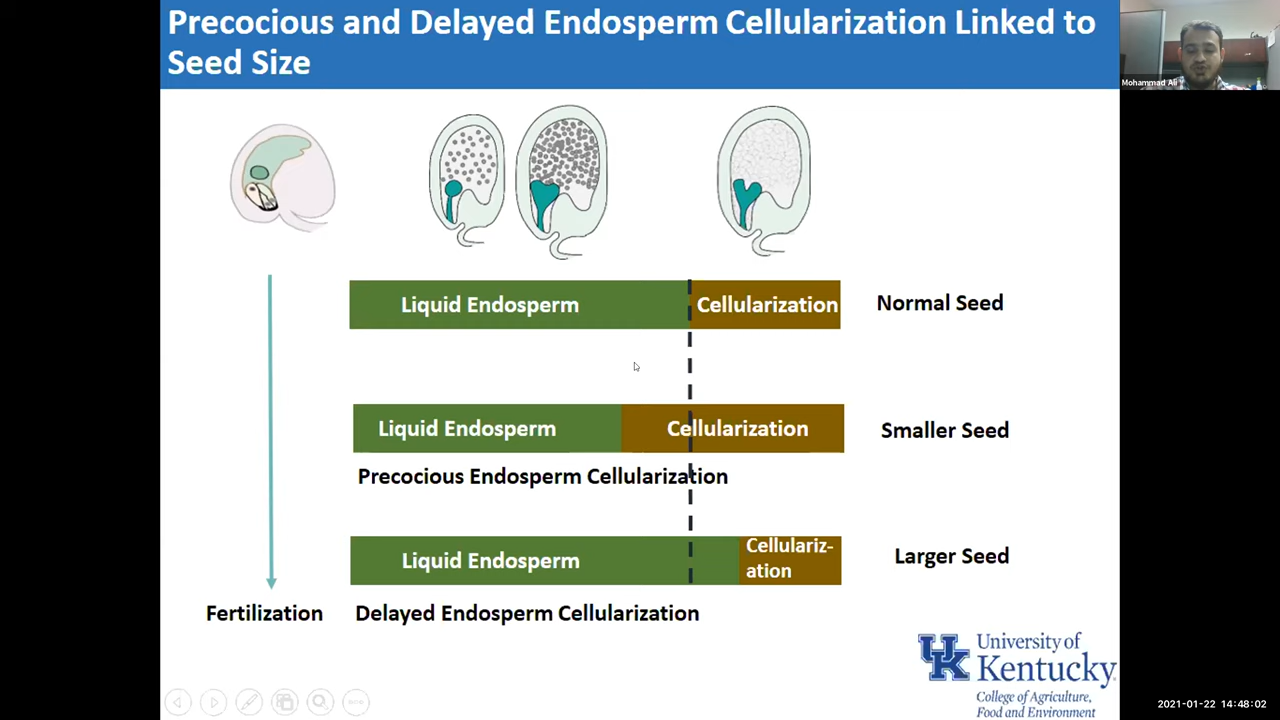 Precocious and Delayed Endosperm Cellularization Linked to
Seed Size
Mohammad Ali
Liquid Endosperm
Cellularization
Normal Seed
Liquid Endosperm
Cellularization
Smaller Seed
Precocious Endosperm Cellularization
Liquid Endosperm
Cellulariz-
ation
Larger Seed
Fertilization
Delayed Endosperm Cellularization
UK
University of
Kentucky
College of Agriculture,
Food and Environment
2021-01-22 14:48:02